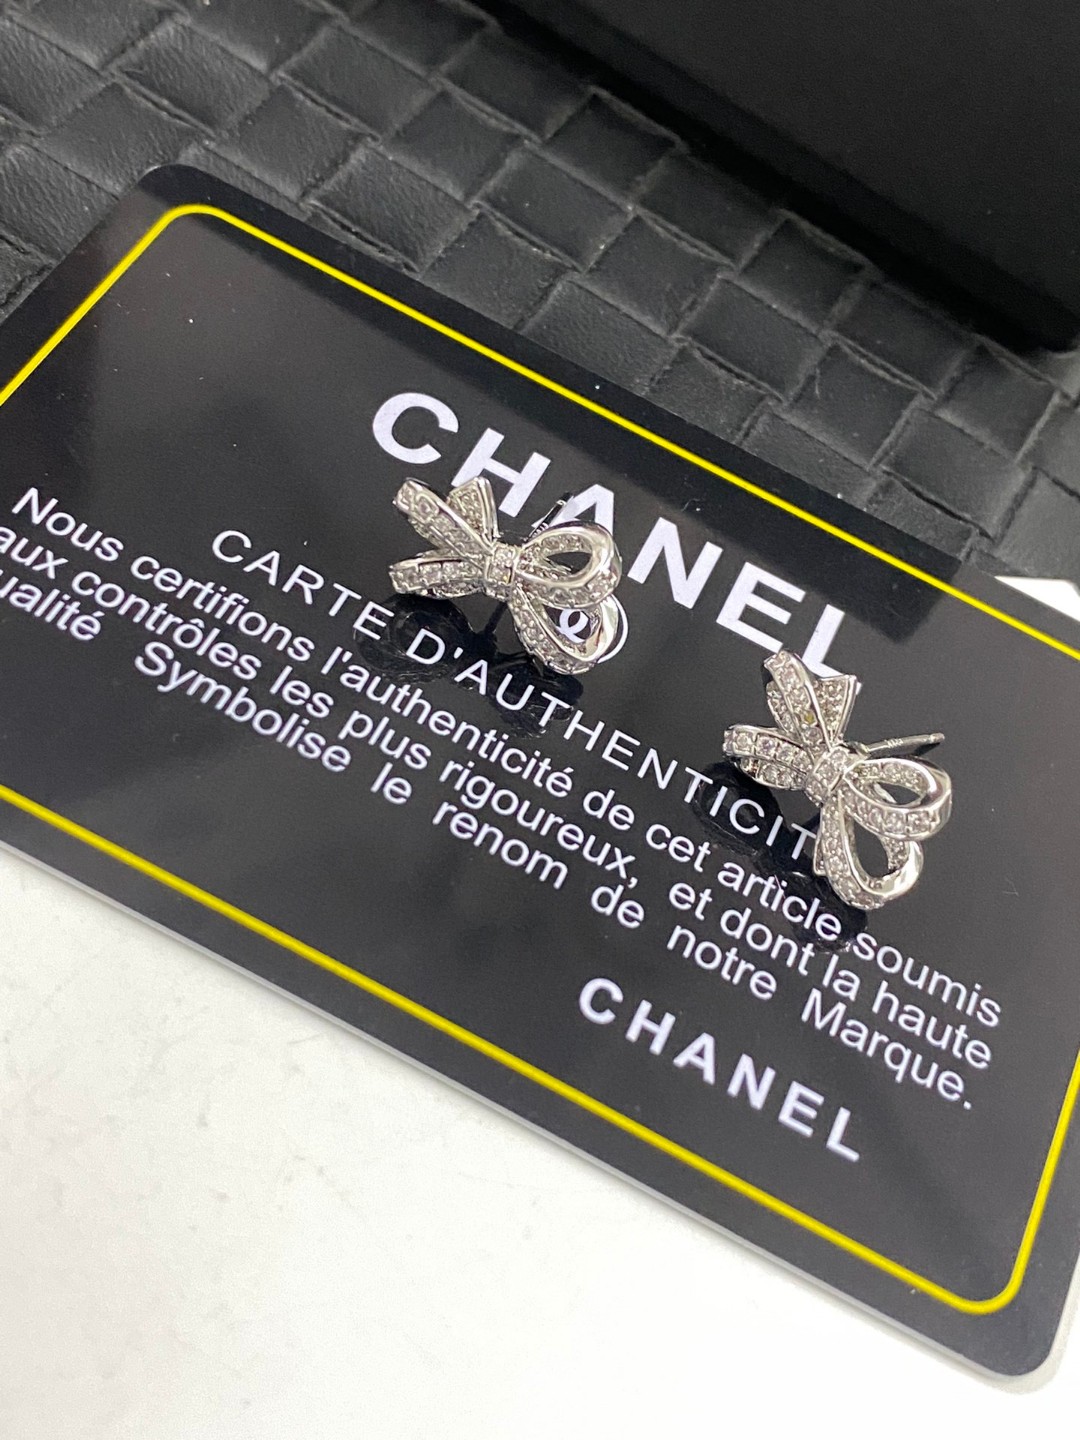 CHANEL
CARTE D'AUTHENTICIT
Nous certifions l'authenticité de cet article soumis
aux contrôles les plus rigoureux, et dont la haute
ualité Symbolise le renom de notre Marque.
CHANEL